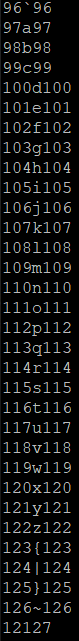 96`96
97a97
98b98
99c99
100d100
101e101
102f102
103g103
104h104
105i105
106j106
107k107
108l108
109m109
110n110
111o111
112p112
113q113
114r114
115s115
116t116
117u117
118v118
119w119
120x120
121y121
122z122
123{123
124|124
125}125
126~126
12127